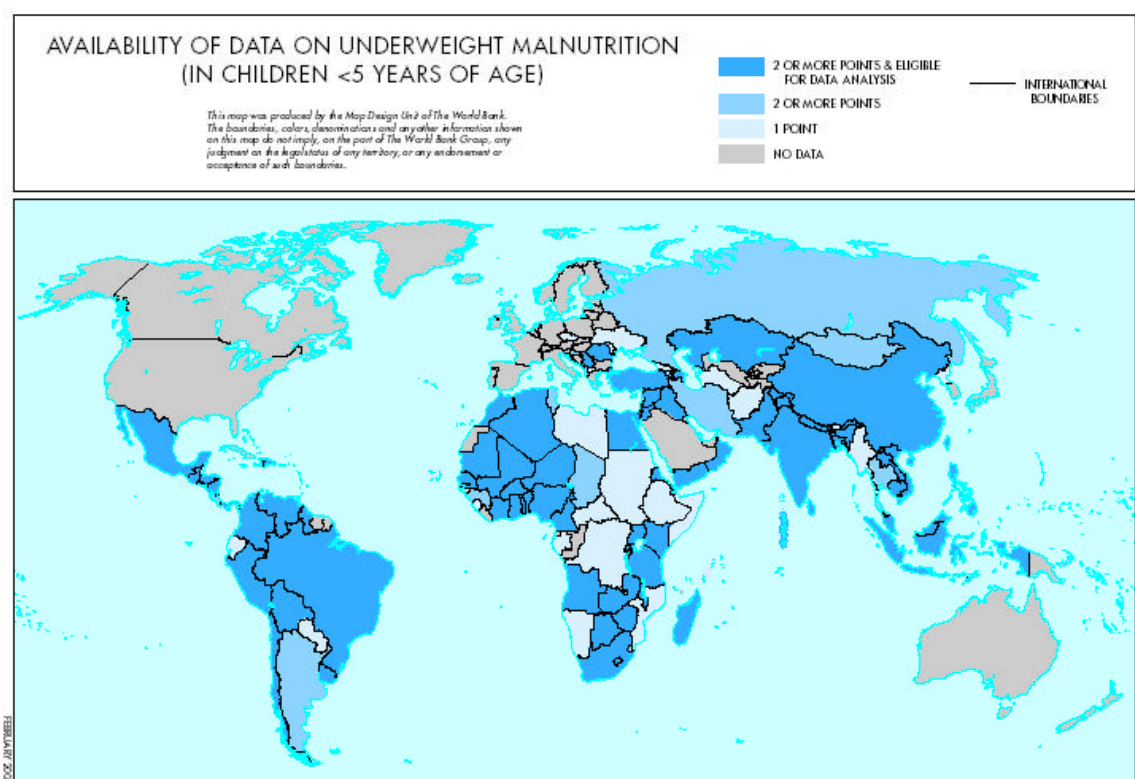 AVAILABILITY OF DATA ON UNDERWEIGHT MALNUTRITION
(IN CHILDREN <5 YEARS OF AGE)
This map was produced by the Map Design Unit of The World Bank.
The boundaries, colors, denominations and any other information shown
on this map do not imply, on the part of The World Bank Group, any
judgment on the legal status of any territory, or any endorsement or
acceptance of such boundaries.
2 OR MORE POINTS & ELIGIBLE
FOR DATA ANALYSIS
2 OR MORE POINTS
1 POINT
NO DATA
INTERNATIONAL
BOUNDARIES
FEBRUARY